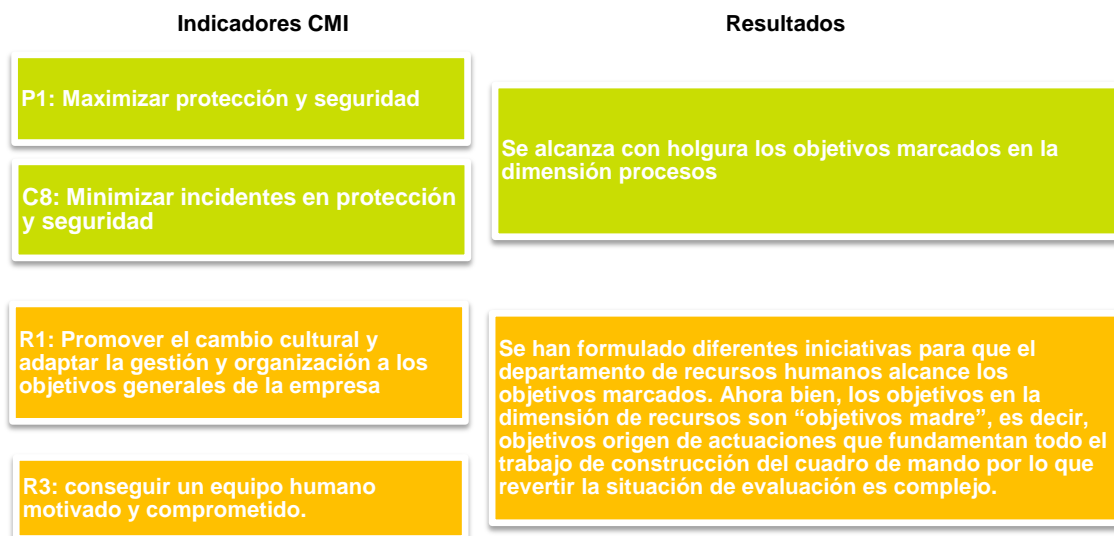 Indicadores CMI
Resultados
P1: Maximizar protección y seguridad
C8: Minimizar incidentes en protección
y seguridad
Se alcanza con holgura los objetivos marcados en la
dimensión procesos
R1: Promover el cambio cultural y
adaptar la gestión y organización a los
objetivos generales de la empresa
R3: conseguir un equipo humano
motivado y comprometido.
Se han formulado diferentes iniciativas para que el
departamento de recursos humanos alcance los
objetivos marcados. Ahora bien, los objetivos en la
dimensión de recursos son “objetivos madre”, es decir,
objetivos origen de actuaciones que fundamentan todo el
trabajo de construcción del cuadro de mando por lo que
revertir la situación de evaluación es complejo.